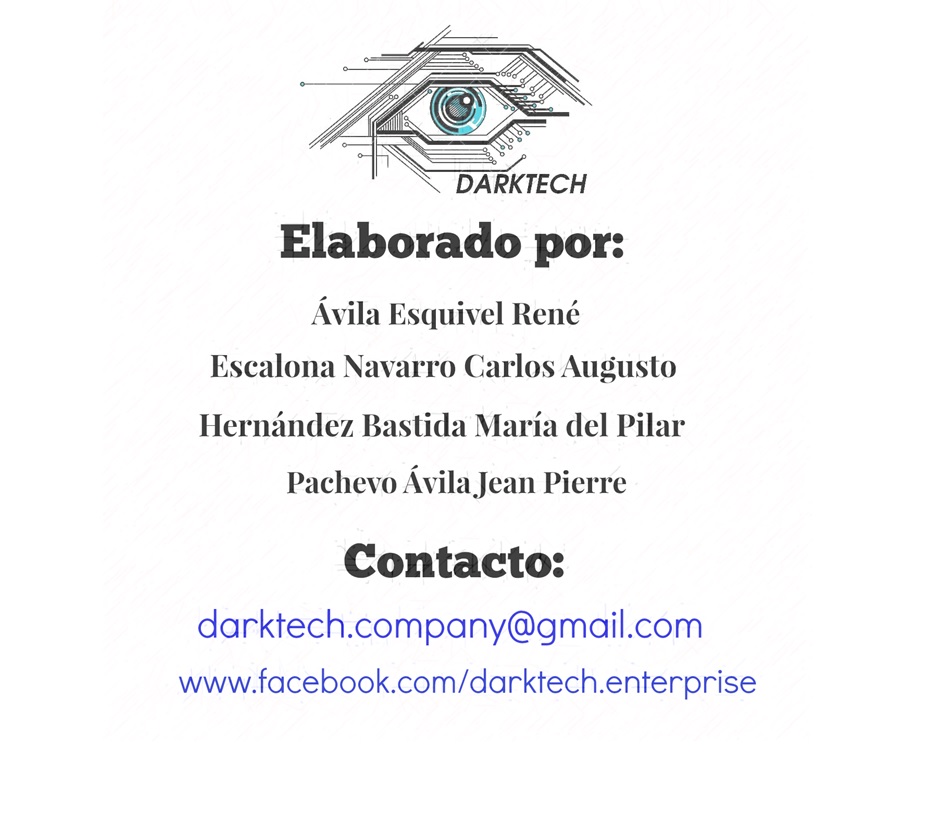 DARKTECH
Elaborado por:
Ávila Esquivel René
Escalona Navarro Carlos Augusto
Hernández Bastida María del Pilar
Pachevo Ávila Jean Pierre
Contacto:
darktech.company@gmail.com
www.facebook.com/darktech.enterprise